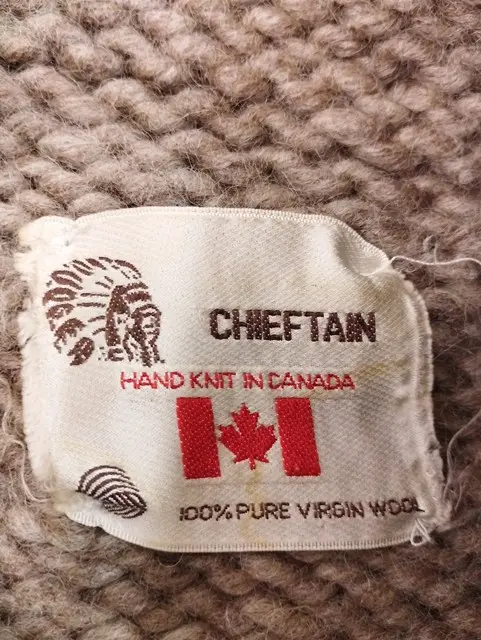 CHIEFTAIN
HAND KNIT IN CANADA
100% PURE VIRGIN WOOL